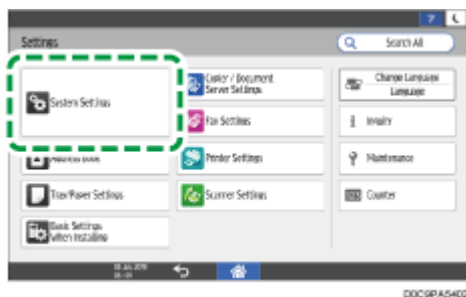 ?
Settings
Search All
System Settings
Copier / Document
Server Settings
Change Language
Language
Fax Settings
Inquiry
Address Book
Printer Settings
Maintenance
Tray/Paper Settings
Scanner Settings
Counter
Basic Settings
When Installing
D0C9PA5402